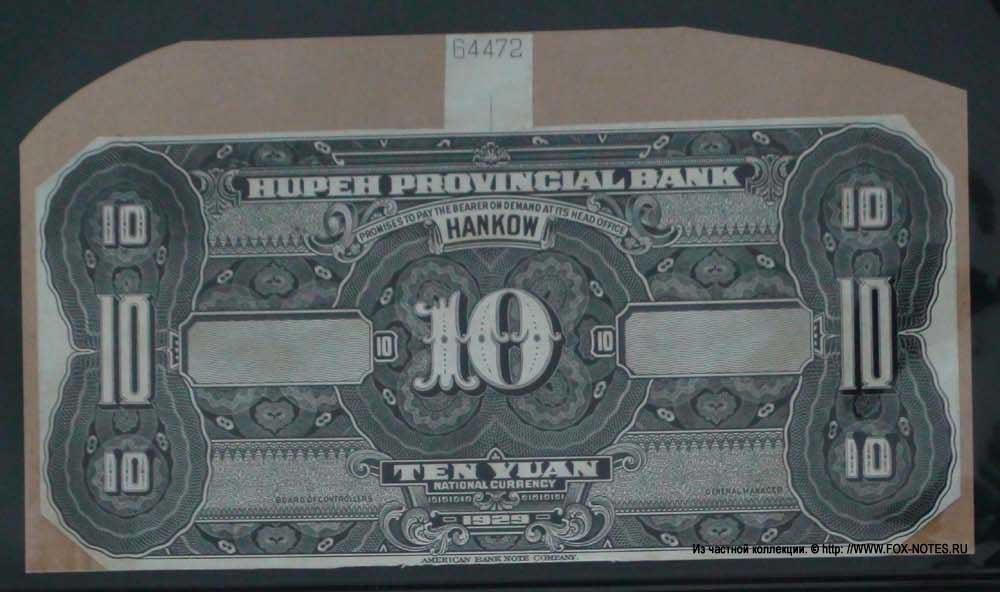 64472
HUPEH PROVINCIAL BANK
PROMISES TO PAY THE BEARER ON DEMAND AT ITS HEAD OFFICE
HANKOW
10 10
10 10 10 10 10
10 10
TEN YUAN
NATIONAL CURRENCY
BOARD OF CONTROLLERS GENERAL MANAGER
1929
AMERICAN BANK NOTE COMPANY.
Из частной коллекции. © http: //WWW.FOX-NOTES.RU